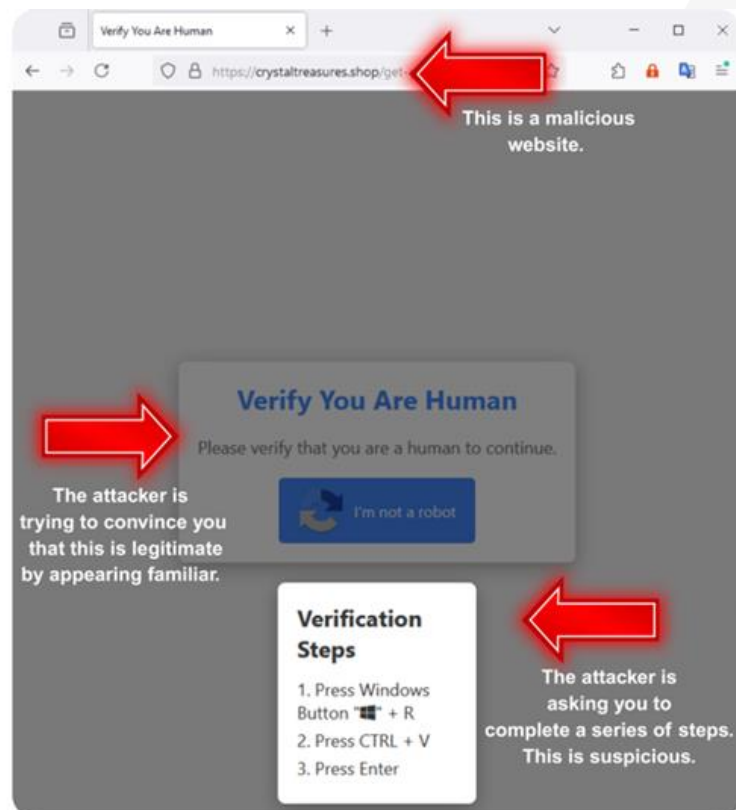 Verify You Are Human
https://crystaltreasures.shop/get-
This is a malicious
website.
Verify You Are Human
Please verify that you are a human to continue.
I'm not a robot
The attacker is
trying to convince you
that this is legitimate
by appearing familiar.
Verification
Steps
1. Press Windows
Button "" + R
2. Press CTRL + V
3. Press Enter
The attacker is
asking you to
complete a series of steps.
This is suspicious.